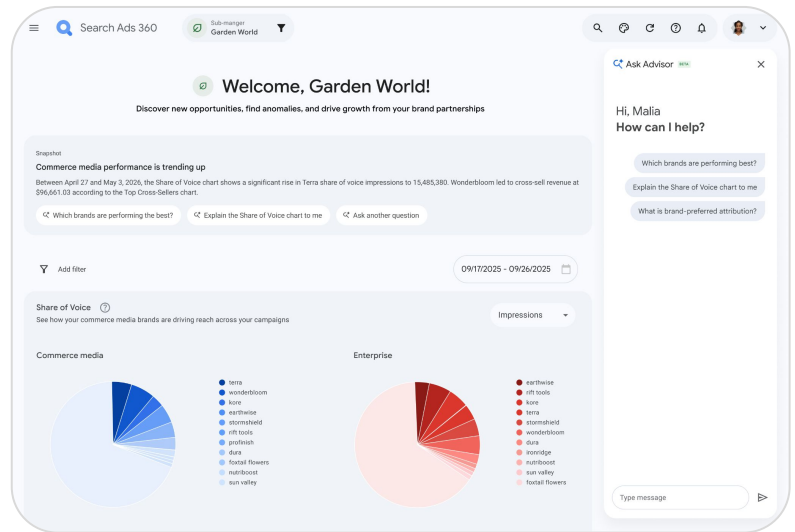 Search Ads 360
Sub-manger
Garden World
Welcome, Garden World!
Discover new opportunities, find anomalies, and drive growth from your brand partnerships
Snapshot
Commerce media performance is trending up
Between April 27 and May 3, 2026, the Share of Voice chart shows a significant rise in Terra share of voice impressions to 15,485,380. Wonderbloom led to cross-sell revenue at
$96,661.03 according to the Top Cross-Sellers chart.
Which brands are performing the best?
Explain the Share of Voice chart to me
Ask another question
Add filter
09/17/2025 - 09/26/2025
Share of Voice
See how your commerce media brands are driving reach across your campaigns
Impressions
Commerce media
terra
wonderbloom
kore
earthwise
stormshield
rift tools
profinish
dura
foxtail flowers
nutriboost
sun valley
Enterprise
earthwise
rift tools
kore
terra
stormshield
wonderbloom
dura
ironridge
nutriboost
sun valley
foxtail flowers
Ask Advisor BETA
Hi, Malia
How can I help?
Which brands are performing best?
Explain the Share of Voice chart to me
What is brand-preferred attribution?
Type message